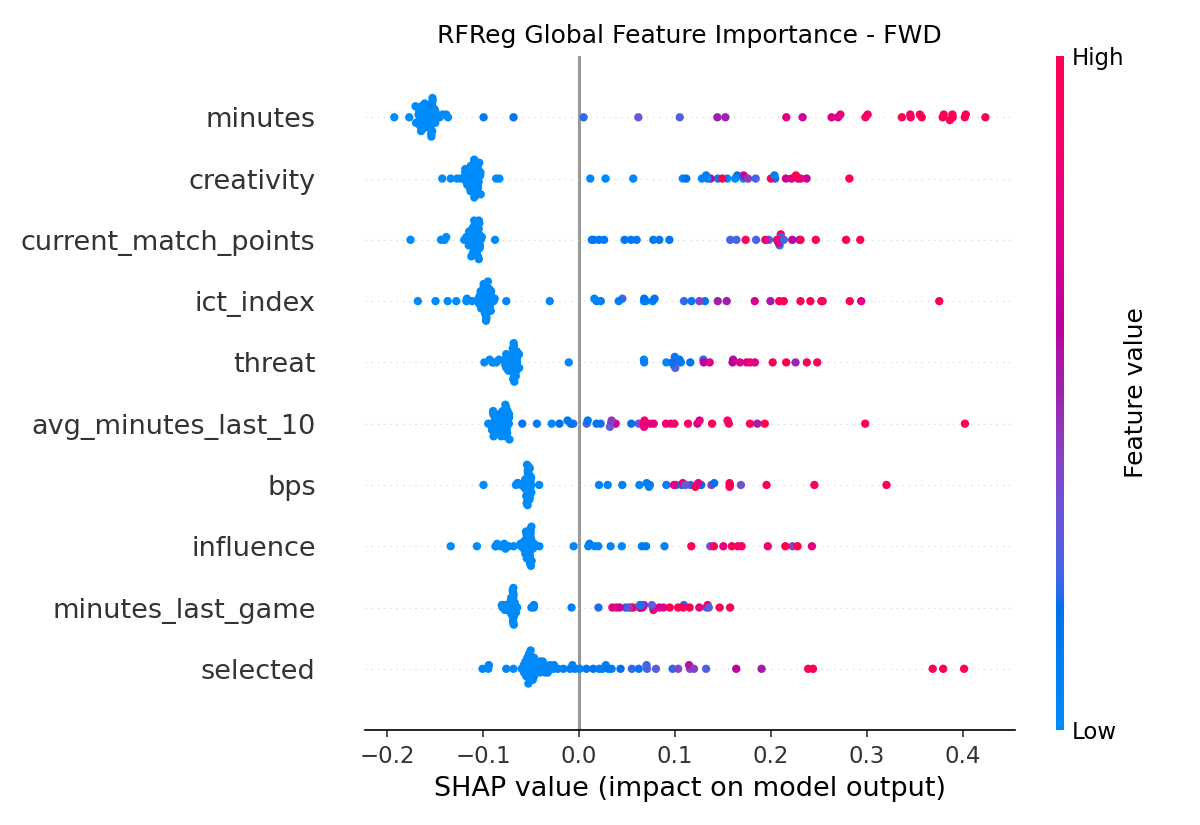 RFReg Global Feature Importance - FWD
High
minutes
creativity
current_match_points
ict_index
threat
avg_minutes_last_10
bps
influence
minutes_last_game
selected
Feature value
Low
−0.2 −0.1 0.0 0.1 0.2 0.3 0.4
SHAP value (impact on model output)